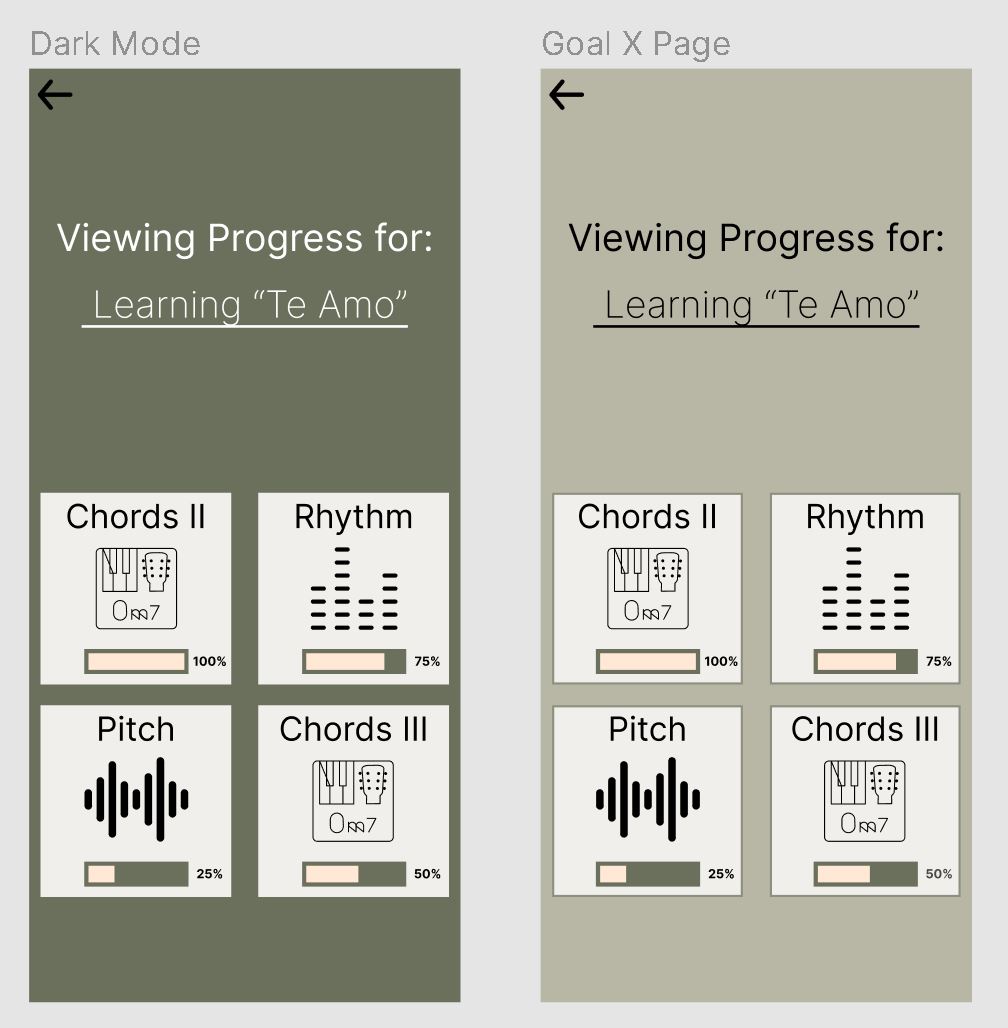 Dark Mode
Viewing Progress for:
Learning “Te Amo”
Chords II
Om7
100%
Rhythm
75%
Pitch
25%
Chords III
Om7
50%
Goal X Page
Viewing Progress for:
Learning “Te Amo”
Chords II
Om7
100%
Rhythm
75%
Pitch
25%
Chords III
Om7
50%